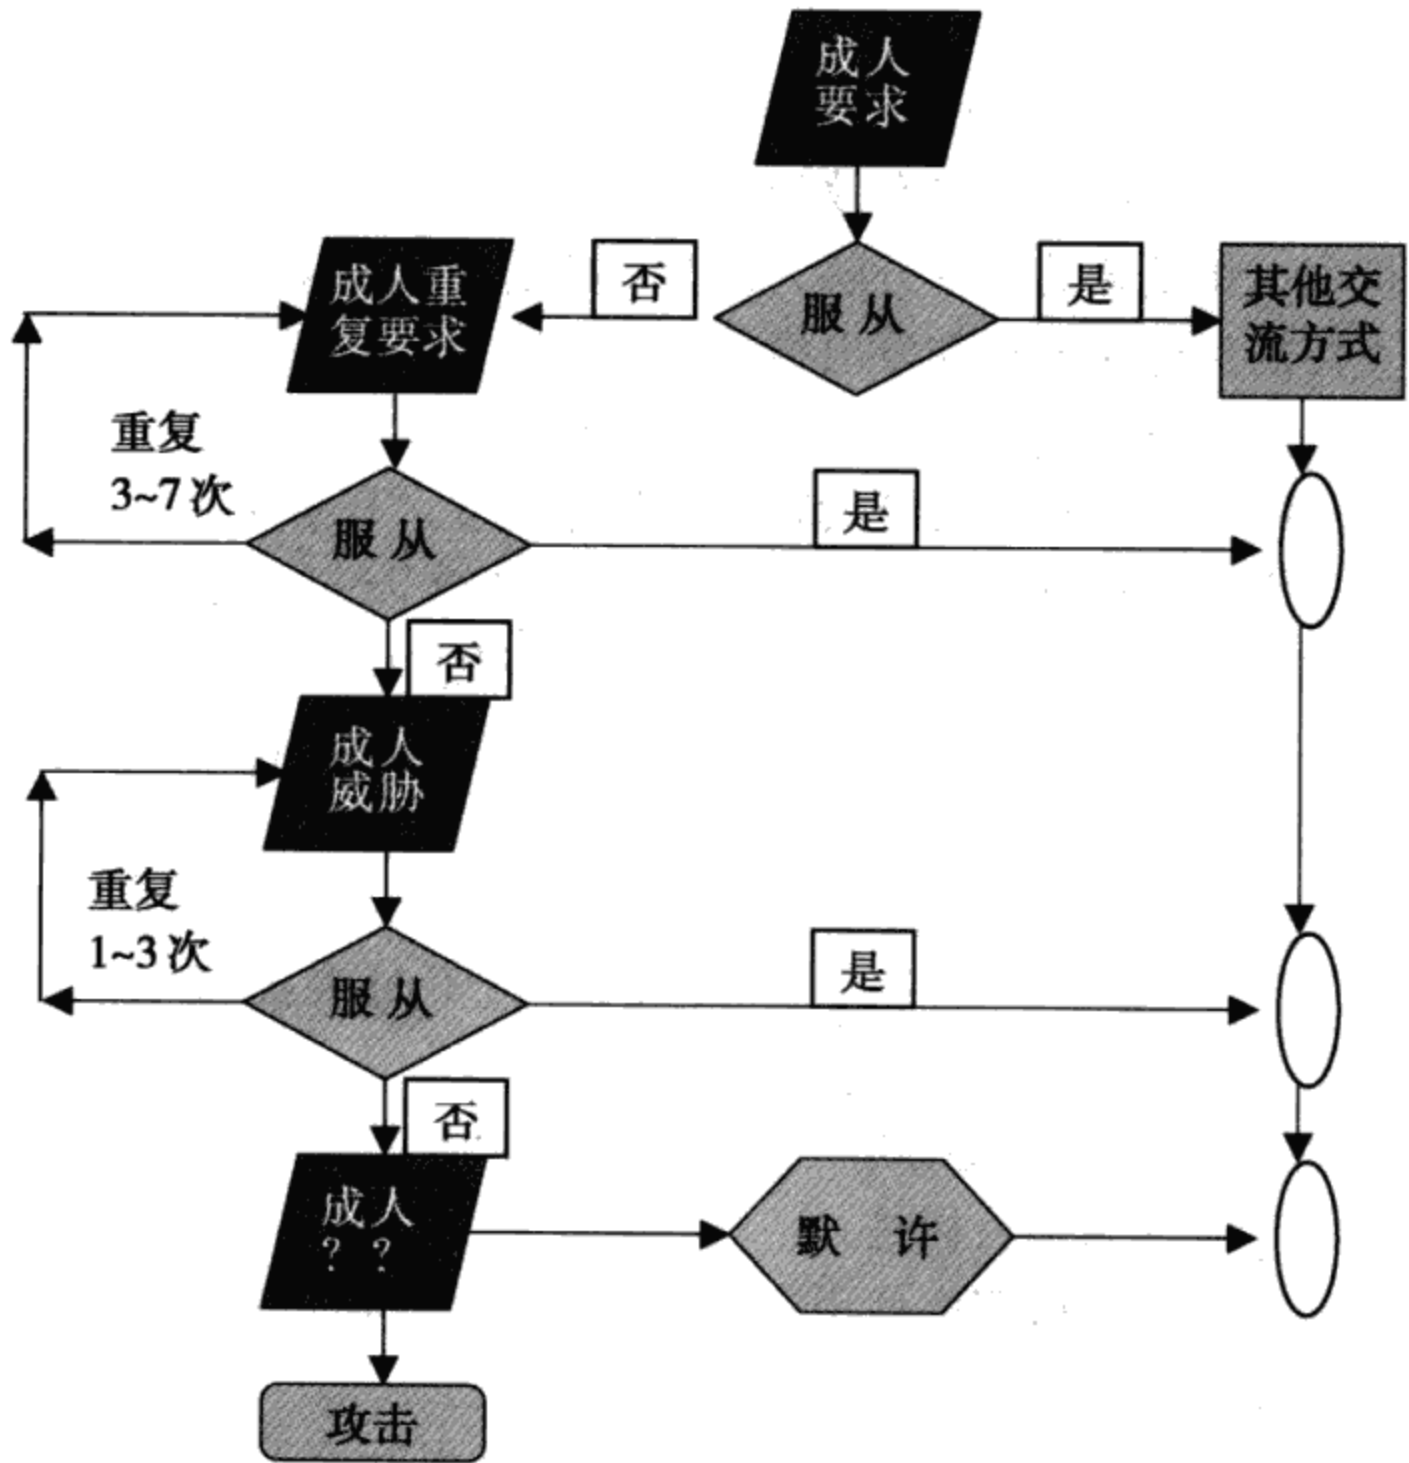 成人
要求
成人重
复要求
否
服从
是
其他交
流方式
重复
3~7次
服从
是
否
成人
威胁
重复
1~3次
服从
是
否
成人
? ?
默 许
攻击